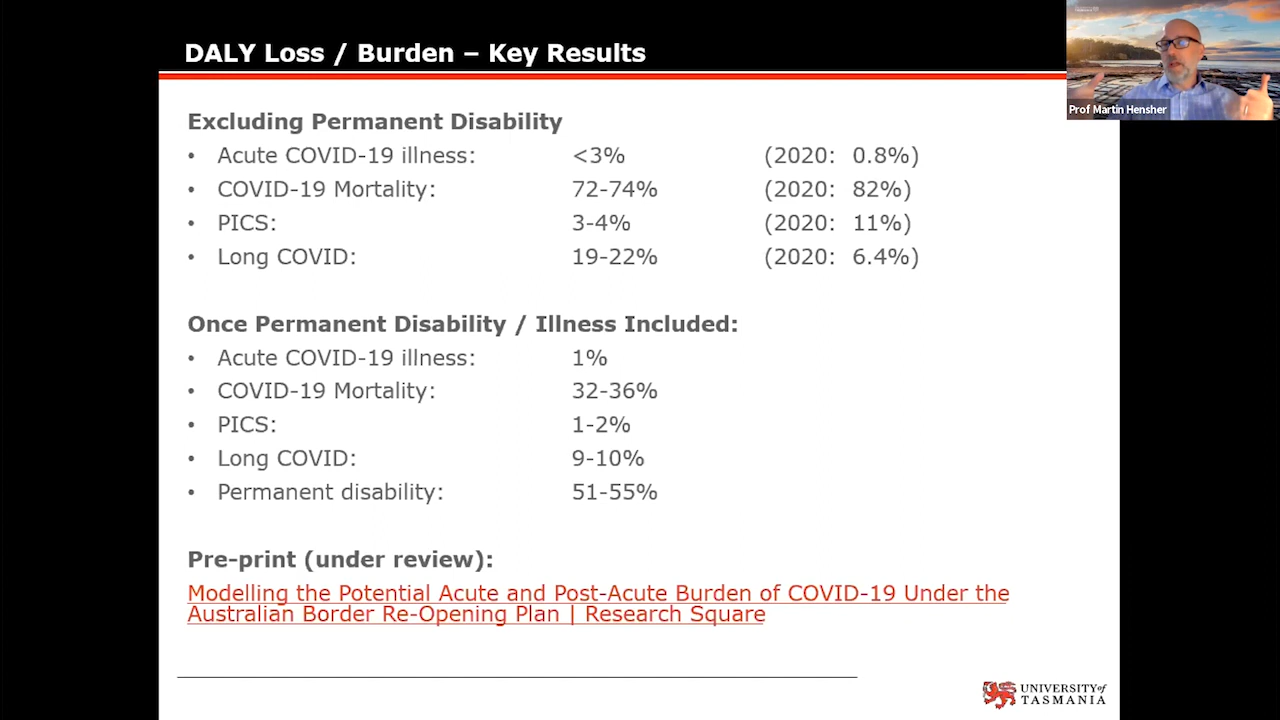 DALY Loss / Burden – Key Results
Prof Martin Hensher
Excluding Permanent Disability
• Acute COVID-19 illness: <3% (2020: 0.8%)
• COVID-19 Mortality: 72-74% (2020: 82%)
• PICS: 3-4% (2020: 11%)
• Long COVID: 19-22% (2020: 6.4%)
Once Permanent Disability / Illness Included:
• Acute COVID-19 illness: 1%
• COVID-19 Mortality: 32-36%
• PICS: 1-2%
• Long COVID: 9-10%
• Permanent disability: 51-55%
Pre-print (under review):
Modelling the Potential Acute and Post-Acute Burden of COVID-19 Under the
Australian Border Re-Opening Plan | Research Square
UNIVERSITY of
TASMANIA